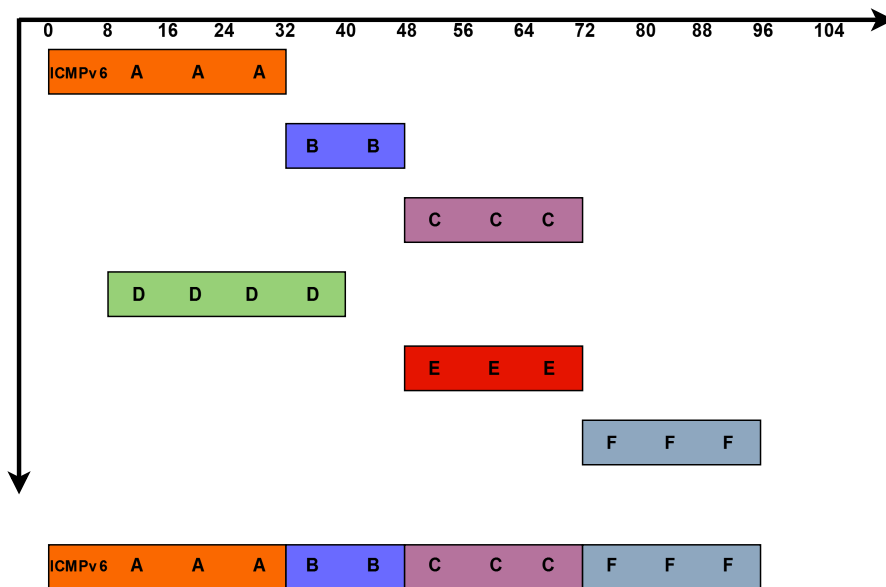 0 8 16 24 32 40 48 56 64 72 80 88 96 104
ICMPv6 A A A
B B
C C C
D D D D
E E E
F F F
ICMPv6 A A A B B C C C F F F